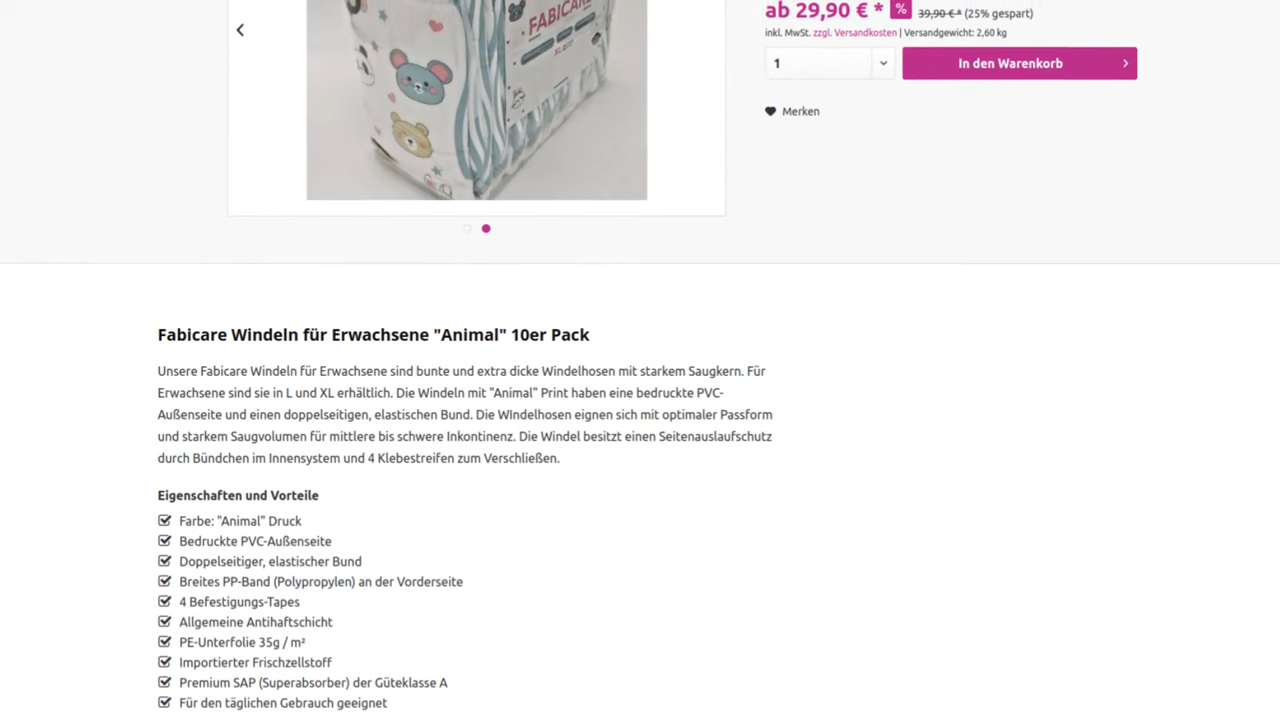 ab 29,90 € * % 39,90 € * (25% gespart)
inkl. MwSt. zzgl. Versandkosten | Versandgewicht: 2,60 kg
1
In den Warenkorb
Merken
FABICARE
Fabicare Windeln für Erwachsene "Animal" 10er Pack
Unsere Fabicare Windeln für Erwachsene sind bunte und extra dicke Windelhosen mit starkem Saugkern. Für
Erwachsene sind sie in L und XL erhältlich. Die Windeln mit "Animal" Print haben eine bedruckte PVC-
Außenseite und einen doppelseitigen, elastischen Bund. Die WIndelhosen eignen sich mit optimaler Passform
und starkem Saugvolumen für mittlere bis schwere Inkontinenz. Die Windel besitzt einen Seitenauslaufschutz
durch Bündchen im Innensystem und 4 Klebestreifen zum Verschließen.
Eigenschaften und Vorteile
Farbe: "Animal" Druck
Bedruckte PVC-Außenseite
Doppelseitiger, elastischer Bund
Breites PP-Band (Polypropylen) an der Vorderseite
4 Befestigungs-Tapes
Allgemeine Antihaftschicht
PE-Unterfolie 35g / m²
Importierter Frischzellstoff
Premium SAP (Superabsorber) der Güteklasse A
Für den täglichen Gebrauch geeignet